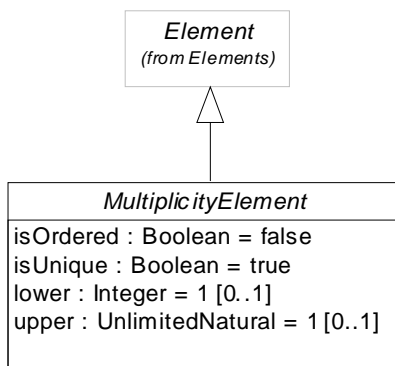 Element
(from Elements)
MultiplicityElement
isOrdered : Boolean = false
isUnique : Boolean = true
lower : Integer = 1 [0..1]
upper : UnlimitedNatural = 1 [0..1]